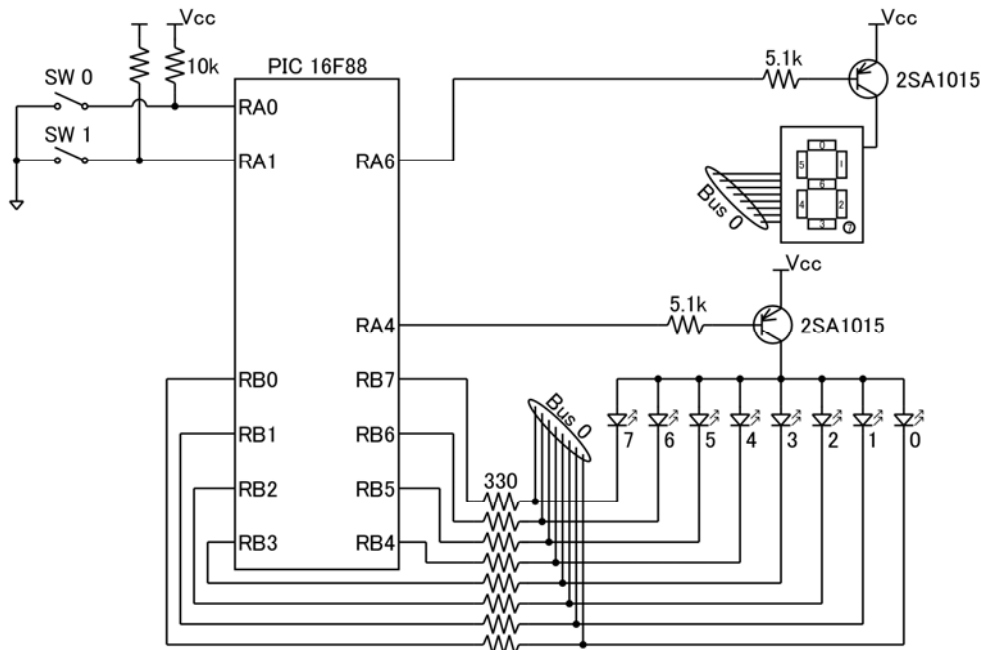 Vcc
Vcc
10k
PIC 16F88
5.1k
2SA1015
SW 0
RA0
SW 1
RA1
RA6
0
5
1
6
4
2
3
7
Bus 0
Vcc
5.1k
RA4
2SA1015
RB0
RB7
Bus 0
RB1
RB6
7
6
5
4
3
2
1
0
RB2
RB5
330
RB3
RB4